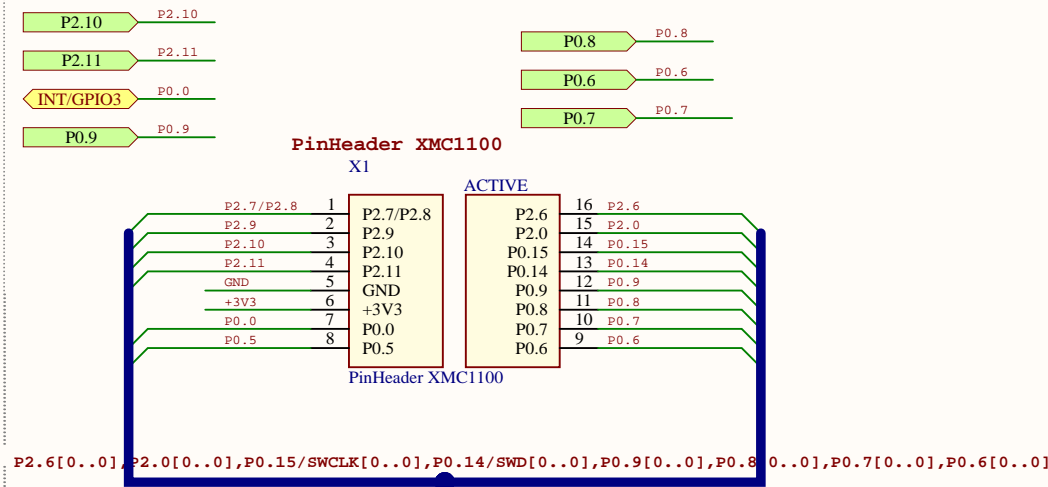 P2.10 P2.10
P2.11 P2.11
INT/GPIO3 P0.0
P0.9 P0.9
P0.8 P0.8
P0.6 P0.6
P0.7 P0.7
PinHeader XMC1100
X1
ACTIVE
P2.7/P2.8 1 P2.7/P2.8
P2.9 2 P2.9
P2.10 3 P2.10
P2.11 4 P2.11
GND 5 GND
+3V3 6 +3V3
P0.0 7 P0.0
P0.5 8 P0.5
P2.6 16 P2.6
P2.0 15 P2.0
P0.15 14 P0.15
P0.14 13 P0.14
P0.9 12 P0.9
P0.8 11 P0.8
P0.7 10 P0.7
P0.6 9 P0.6
PinHeader XMC1100
P2.6[0..0],P2.0[0..0],P0.15/SWCLK[0..0],P0.14/SWD[0..0],P0.9[0..0],P0.8[0..0],P0.7[0..0],P0.6[0..0]